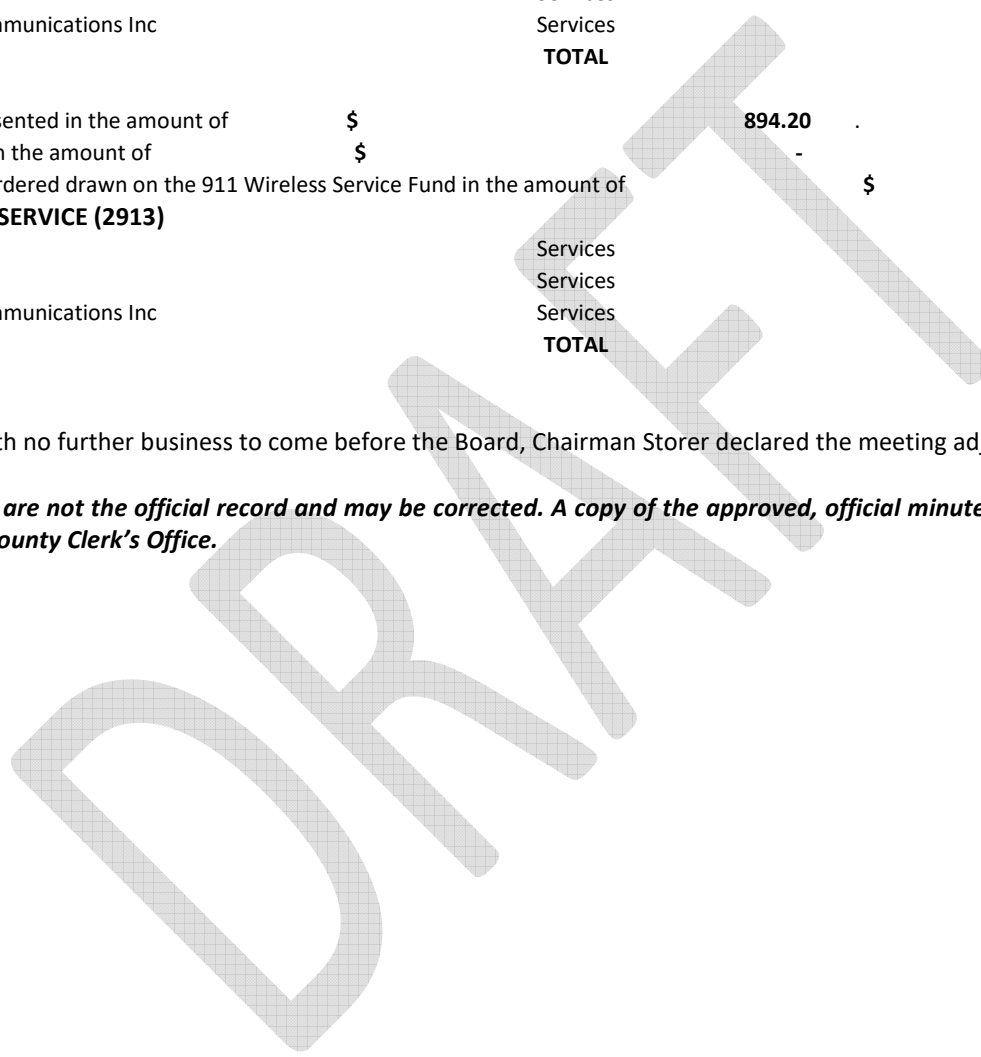 mmunications Inc Services
TOTAL
sented in the amount of $ 894.20 .
n the amount of $ -
rdered drawn on the 911 Wireless Service Fund in the amount of $
SERVICE (2913)
Services
Services
mmunications Inc Services
TOTAL
th no further business to come before the Board, Chairman Storer declared the meeting adj
are not the official record and may be corrected. A copy of the approved, official minute
ounty Clerk’s Office.
DRAFT